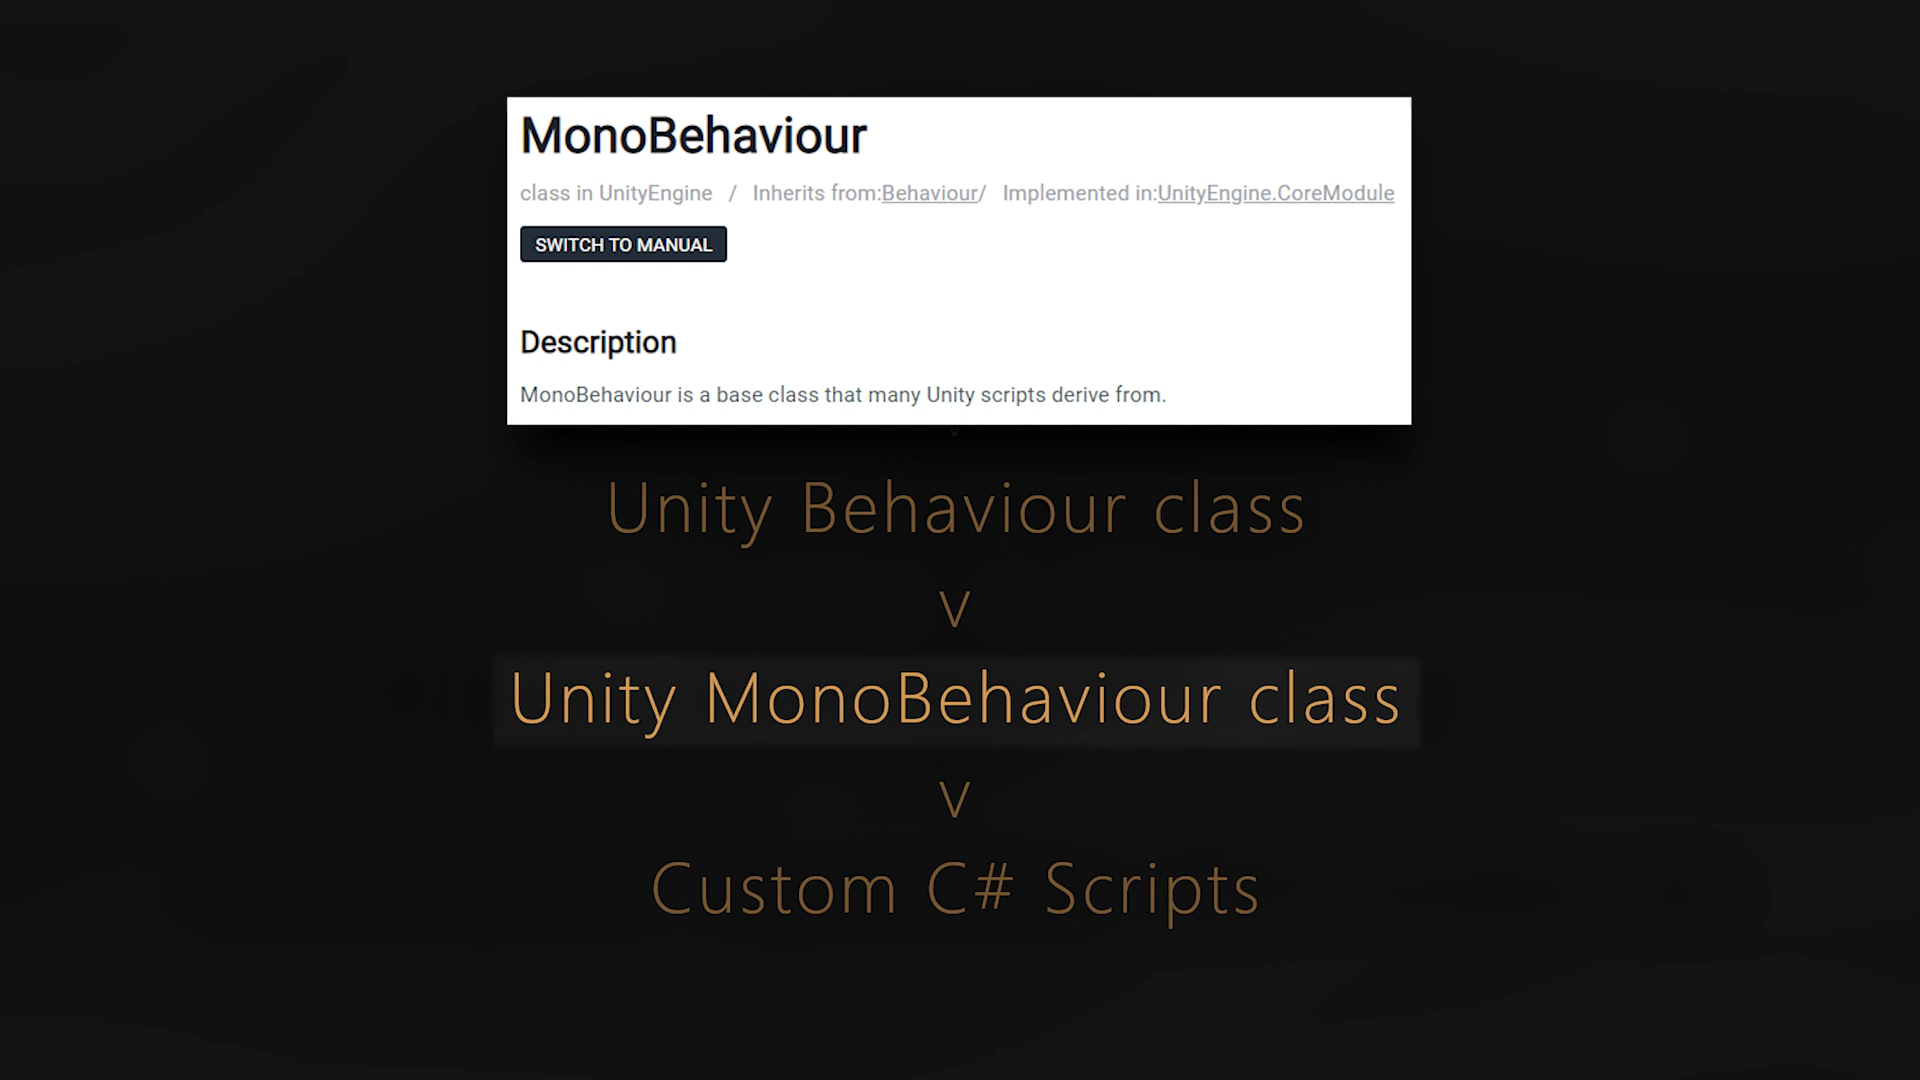 MonoBehaviour
class in UnityEngine / Inherits from:Behaviour/ Implemented in:UnityEngine.CoreModule
SWITCH TO MANUAL
Description
MonoBehaviour is a base class that many Unity scripts derive from.
Unity Behaviour class
v
Unity MonoBehaviour class
v
Custom C# Scripts